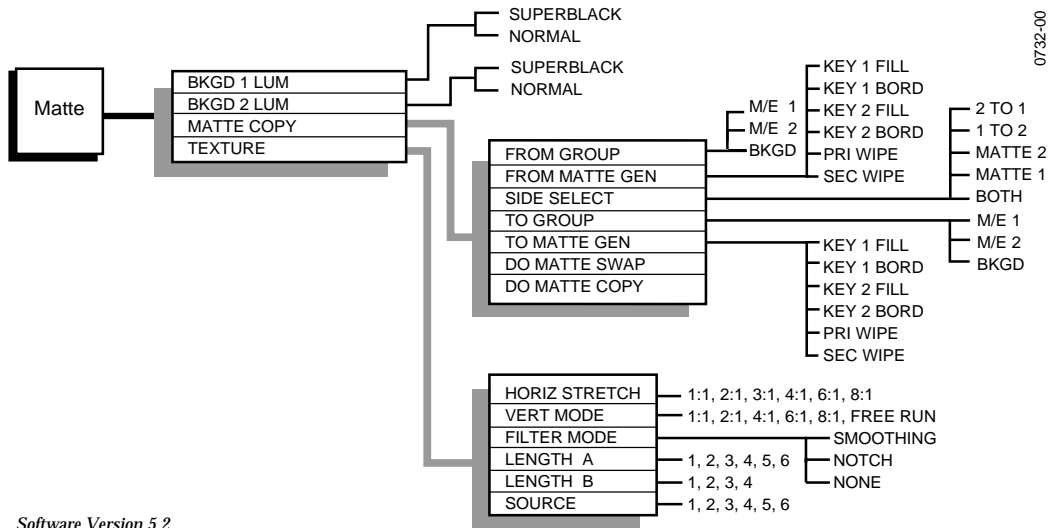 0732-00
Matte
BKGD 1 LUM
BKGD 2 LUM
MATTE COPY
TEXTURE
SUPERBLACK
NORMAL
SUPERBLACK
NORMAL
FROM GROUP
FROM MATTE GEN
SIDE SELECT
TO GROUP
TO MATTE GEN
DO MATTE SWAP
DO MATTE COPY
M/E 1
M/E 2
BKGD
KEY 1 FILL
KEY 1 BORD
KEY 2 FILL
KEY 2 BORD
PRI WIPE
SEC WIPE
2 TO 1
1 TO 2
MATTE 2
MATTE 1
BOTH
M/E 1
M/E 2
BKGD
KEY 1 FILL
KEY 1 BORD
KEY 2 FILL
KEY 2 BORD
PRI WIPE
SEC WIPE
HORIZ STRETCH
1:1, 2:1, 3:1, 4:1, 6:1, 8:1
VERT MODE
1:1, 2:1, 4:1, 6:1, 8:1, FREE RUN
FILTER MODE
SMOOTHING
NOTCH
NONE
LENGTH A
1, 2, 3, 4, 5, 6
LENGTH B
1, 2, 3, 4
SOURCE
1, 2, 3, 4, 5, 6
Software Version 5.2